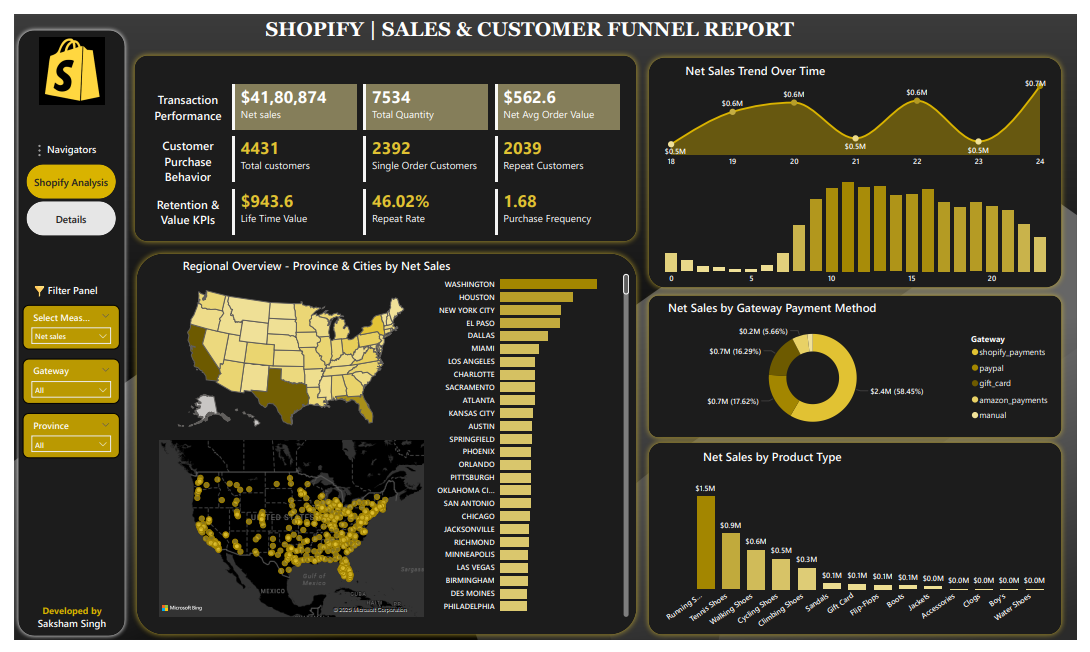 SHOPIFY | SALES & CUSTOMER FUNNEL REPORT
Navigators
Shopify Analysis
Details
Filter Panel
Select Meas...
Net sales
Gateway
All
Province
All
Developed by
Saksham Singh
Transaction
Performance
$41,80,874
Net sales
7534
Total Quantity
$562.6
Net Avg Order Value
Customer
Purchase
Behavior
4431
Total customers
2392
Single Order Customers
2039
Repeat Customers
Retention &
Value KPIs
$943.6
Life Time Value
46.02%
Repeat Rate
1.68
Purchase Frequency
Regional Overview - Province & Cities by Net Sales
WASHINGTON
HOUSTON
NEW YORK CITY
EL PASO
DALLAS
MIAMI
LOS ANGELES
CHARLOTTE
SACRAMENTO
ATLANTA
KANSAS CITY
AUSTIN
SPRINGFIELD
PHOENIX
ORLANDO
PITTSBURGH
OKLAHOMA CI...
SAN ANTONIO
CHICAGO
JACKSONVILLE
RICHMOND
MINNEAPOLIS
LAS VEGAS
BIRMINGHAM
DES MOINES
PHILADELPHIA
UNITED STATES
Gulf of
Mexico
MEXICO
CUBA
Microsoft Bing
© 2025 Microsoft Corporation
Net Sales Trend Over Time
$0.5M
$0.6M
$0.6M
$0.5M
$0.6M
$0.5M
$0.7M
18 19 20 21 22 23 24
0 5 10 15 20
Net Sales by Gateway Payment Method
$0.2M (5.66%)
$0.7M (16.29%)
$0.7M (17.62%)
$2.4M (58.45%)
Gateway
shopify_payments
paypal
gift_card
amazon_payments
manual
Net Sales by Product Type
$1.5M
$0.9M
$0.6M
$0.5M
$0.3M
$0.1M
$0.1M
$0.1M
$0.1M
$0.0M
$0.0M
$0.0M
$0.0M
$0.0M
Running S...
Tennis Shoes
Walking Shoes
Cycling Shoes
Climbing Shoes
Sandals
Gift Card
Flip-Flops
Boots
Jackets
Accessories
Clogs
Boy's
Water Shoes